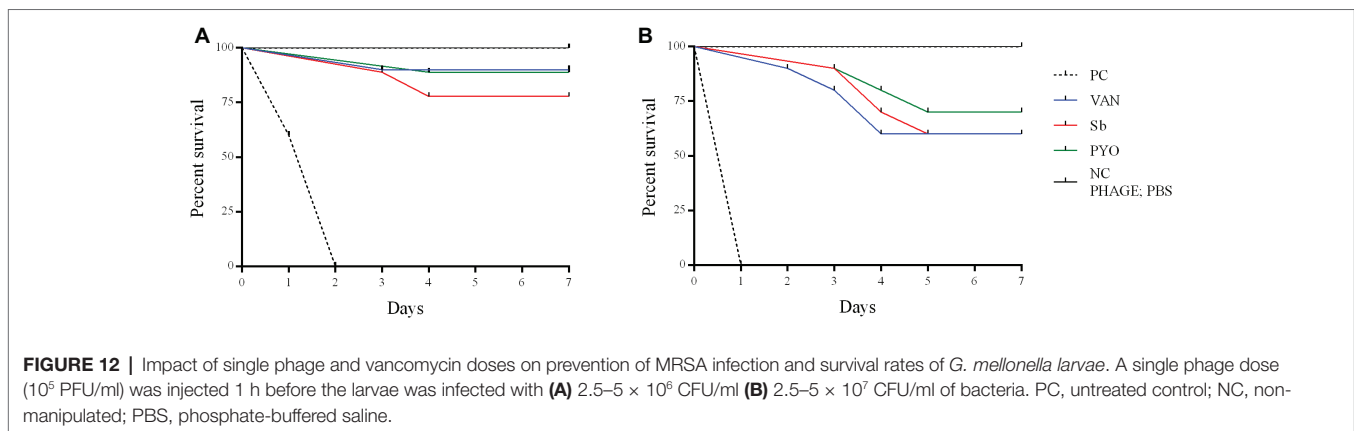 A
B
100
75
50
25
0
Percent survival
0 1 2 3 4 5 6 7
Days
100
75
50
25
0
Percent survival
0 1 2 3 4 5 6 7
Days
PC
VAN
Sb
PYO
NC
PHAGE; PBS
FIGURE 12 | Impact of single phage and vancomycin doses on prevention of MRSA infection and survival rates of G. mellonella larvae. A single phage dose
(10⁵ PFU/ml) was injected 1 h before the larvae was infected with (A) 2.5–5 × 10⁶ CFU/ml (B) 2.5–5 × 10⁷ CFU/ml of bacteria. PC, untreated control; NC, non-
manipulated; PBS, phosphate-buffered saline.